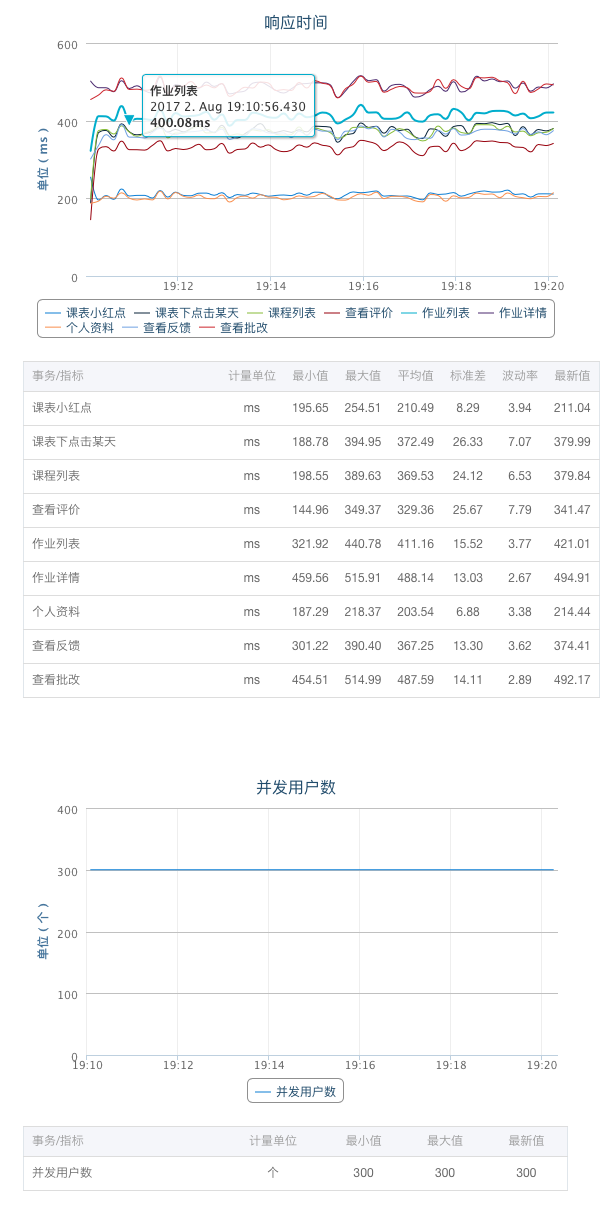 响应时间
600
400
200
0
单位 ( ms )
作业列表
2017 2. Aug 19:10:56.430
400.08ms
19:12 19:14 19:16 19:18 19:20
课表小红点 课表下点击某天 课程列表 查看评价 作业列表 作业详情
个人资料 查看反馈 查看批改
事务/指标 计量单位 最小值 最大值 平均值 标准差 波动率 最新值
课表小红点 ms 195.65 254.51 210.49 8.29 3.94 211.04
课表下点击某天 ms 188.78 394.95 372.49 26.33 7.07 379.99
课程列表 ms 198.55 389.63 369.53 24.12 6.53 379.84
查看评价 ms 144.96 349.37 329.36 25.67 7.79 341.47
作业列表 ms 321.92 440.78 411.16 15.52 3.77 421.01
作业详情 ms 459.56 515.91 488.14 13.03 2.67 494.91
个人资料 ms 187.29 218.37 203.54 6.88 3.38 214.44
查看反馈 ms 301.22 390.40 367.25 13.30 3.62 374.41
查看批改 ms 454.51 514.99 487.59 14.11 2.89 492.17
并发用户数
400
300
200
100
0
单位 ( 个 )
19:10 19:12 19:14 19:16 19:18 19:20
并发用户数
事务/指标 计量单位 最小值 最大值 最新值
并发用户数 个 300 300 300